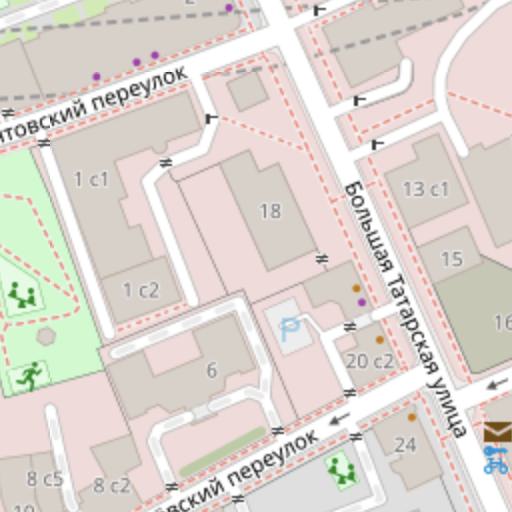 нтовский переулок
1 с1
18
13 с1
Большая Татарская улица
15
1 с2
16
6
20 с2
24
вский переулок
8 с5
8 с2